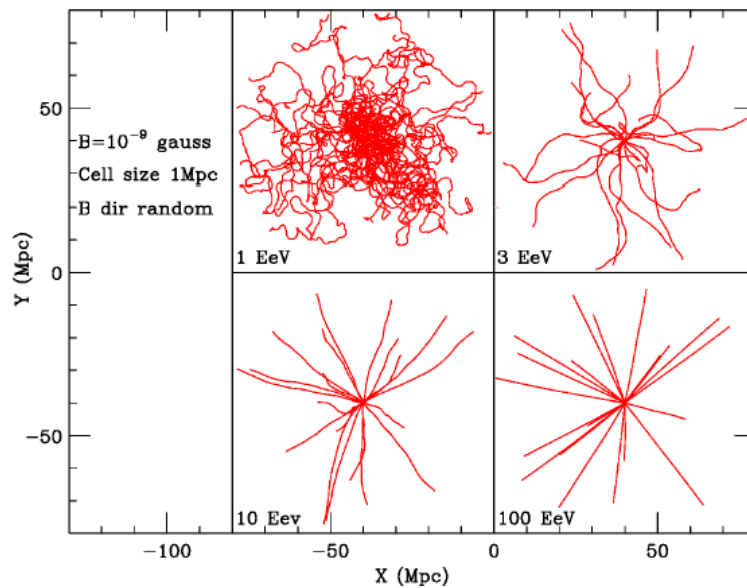 50
B=10⁻⁹ gauss
Cell size 1Mpc
B dir random
1 EeV
3 EeV
0
Y (Mpc)
−50
10 Eev
100 EeV
−100
−50
0
50
X (Mpc)